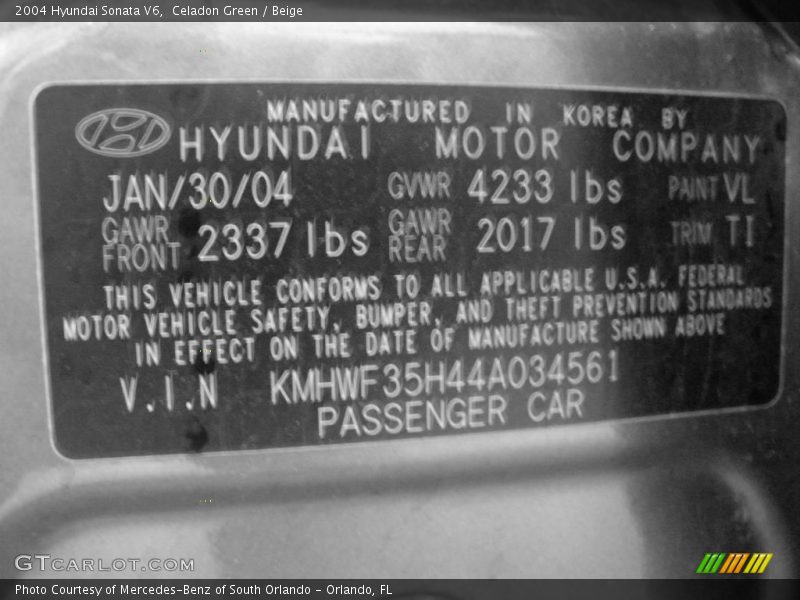 2004 Hyundai Sonata V6, Celadon Green / Beige
MANUFACTURED IN KOREA BY
HYUNDAI MOTOR COMPANY
JAN/30/04 GVWR 4233 lbs PAINT VL
GAWR FRONT 2337 lbs GAWR REAR 2017 lbs TRIM TI
THIS VEHICLE CONFORMS TO ALL APPLICABLE U.S.A. FEDERAL
MOTOR VEHICLE SAFETY, BUMPER, AND THEFT PREVENTION STANDARDS
IN EFFECT ON THE DATE OF MANUFACTURE SHOWN ABOVE
V.I.N KMHWF35H44A034561
PASSENGER CAR
GTCARLOT.COM
Photo Courtesy of Mercedes-Benz of South Orlando - Orlando, FL